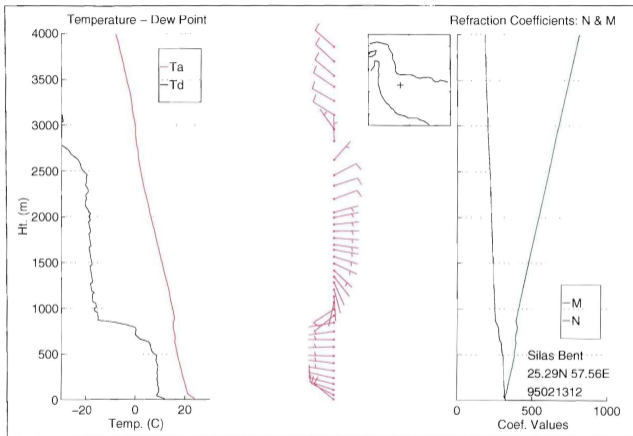 Temperature – Dew Point
Refraction Coefficients: N & M
4000
3500
3000
2500
2000
1500
1000
500
0
Ht. (m)
Ta
Td
−20
0
20
Temp. (C)
M
N
Silas Bent
25.29N 57.56E
95021312
0
500
1000
Coef. Values